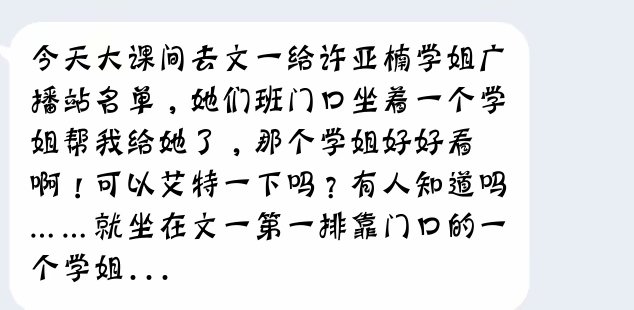 今天大课间去文一给许亚楠学姐广
播站名单，她们班门口坐着一个学
姐帮我给她了，那个学姐好好看
啊！可以艾特一下吗？有人知道吗
……就坐在文一第一排靠门口的一
个学姐...